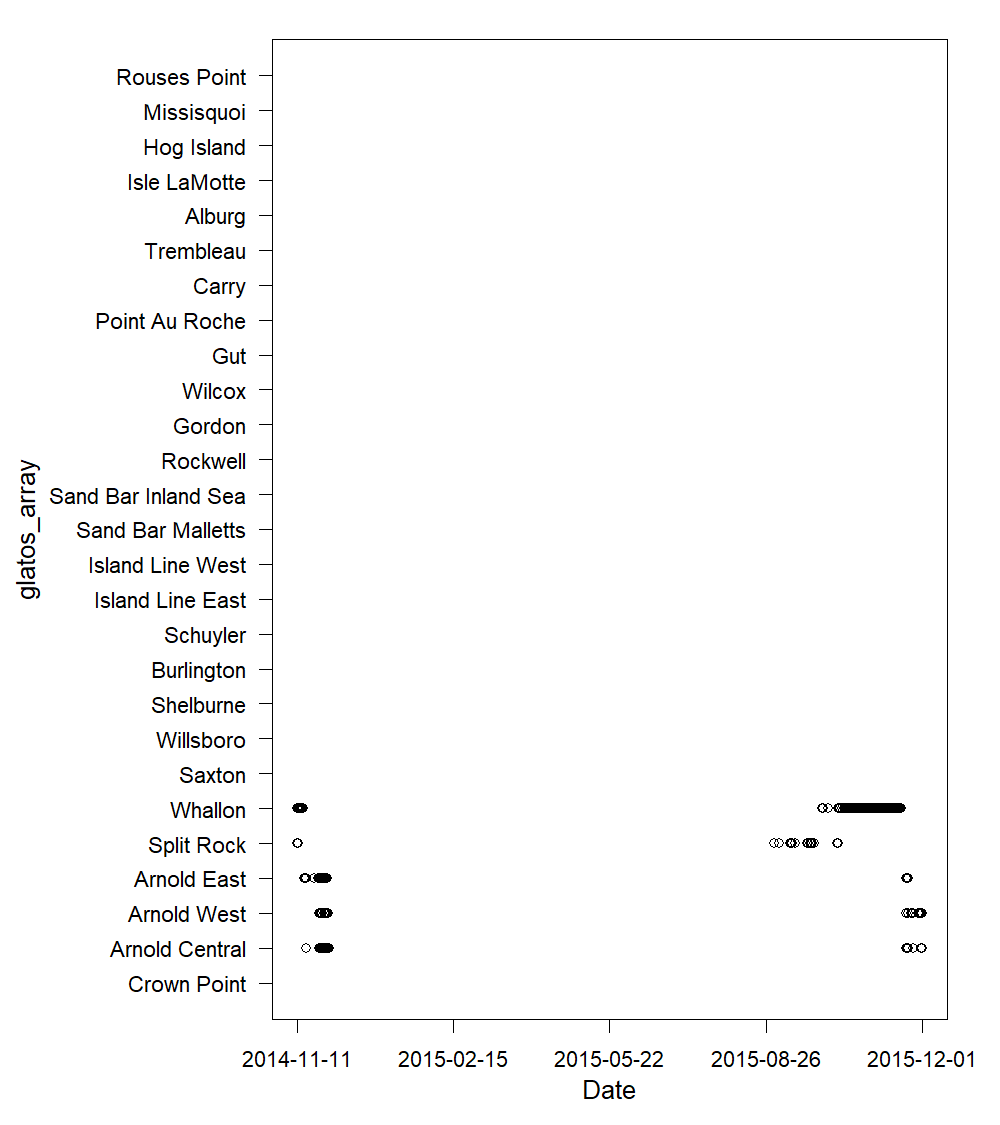 Rouses Point
Missisquoi
Hog Island
Isle LaMotte
Alburg
Trembleau
Carry
Point Au Roche
Gut
Wilcox
Gordon
Rockwell
Sand Bar Inland Sea
Sand Bar Malletts
Island Line West
Island Line East
Schuyler
Burlington
Shelburne
Willsboro
Saxton
Whallon
Split Rock
Arnold East
Arnold West
Arnold Central
Crown Point
glatos_array
2014-11-11 2015-02-15 2015-05-22 2015-08-26 2015-12-01
Date